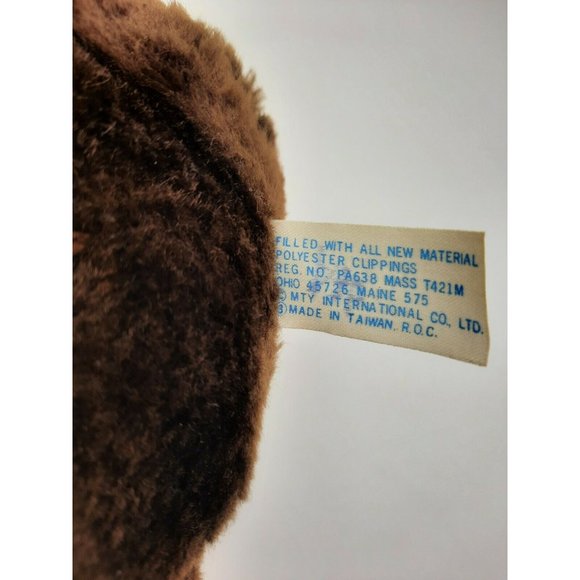 FILLED WITH ALL NEW MATERIAL
POLYESTER CLIPPINGS
REG. NO. PA638 MASS T421M
OHIO 45726 MAINE 575
© MTY INTERNATIONAL CO., LTD.
MADE IN TAIWAN, R.O.C.